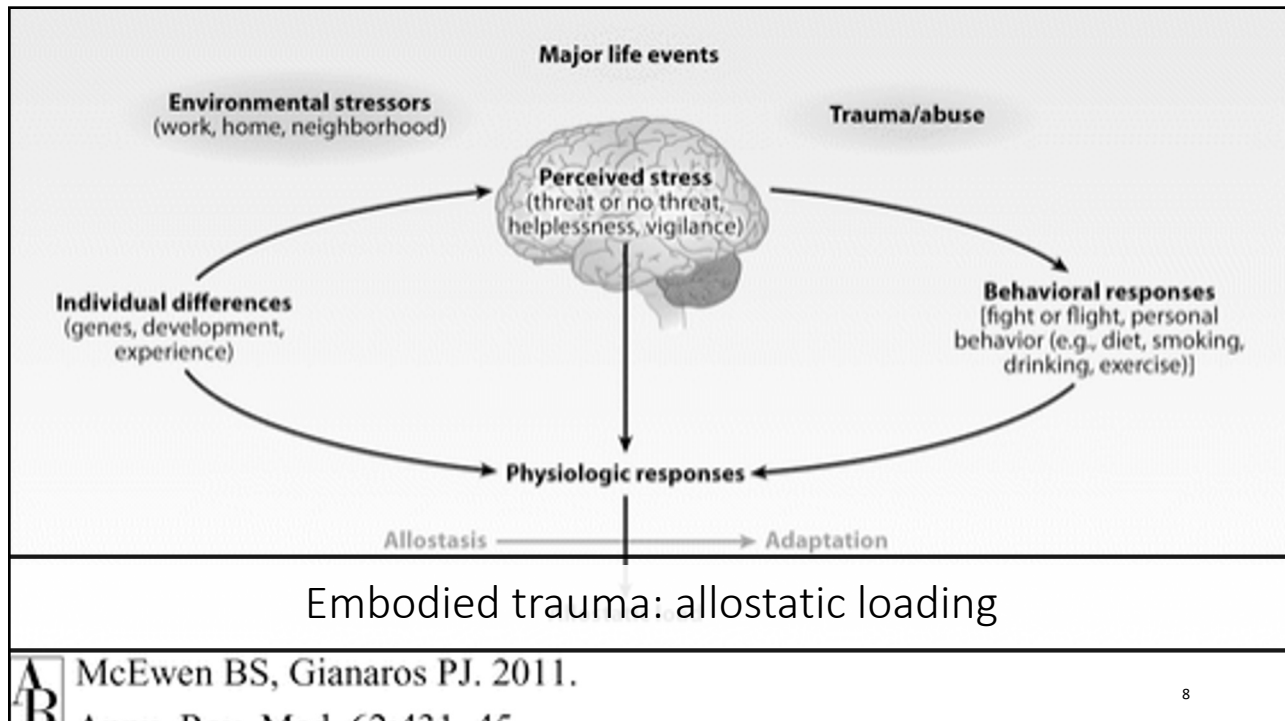 Major life events
Environmental stressors
(work, home, neighborhood)
Trauma/abuse
Perceived stress
(threat or no threat,
helplessness, vigilance)
Individual differences
(genes, development,
experience)
Behavioral responses
[fight or flight, personal
behavior (e.g., diet, smoking,
drinking, exercise)]
Physiologic responses
Allostasis
Adaptation
Embodied trauma: allostatic loading
AR
McEwen BS, Gianaros PJ. 2011.
8